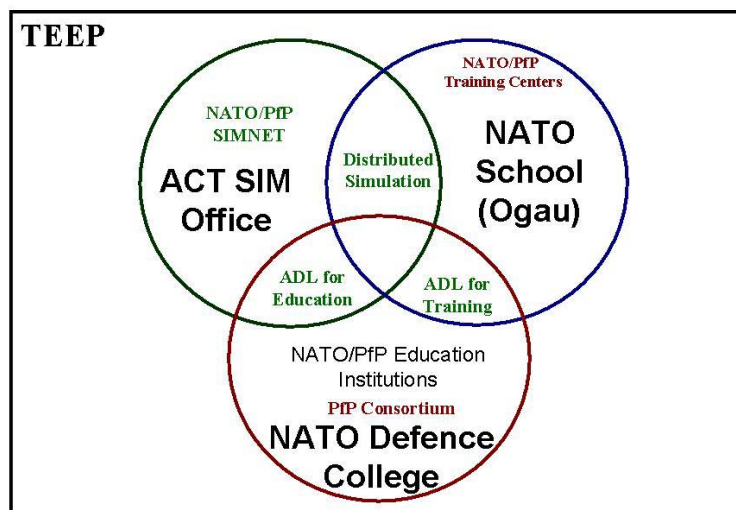 TEEP
NATO/PfP
SIMNET
ACT SIM
Office
NATO/PfP
Training Centers
NATO
School
(Ogau)
Distributed
Simulation
ADL for
Education
ADL for
Training
NATO/PfP Education
Institutions
PfP Consortium
NATO Defence
College